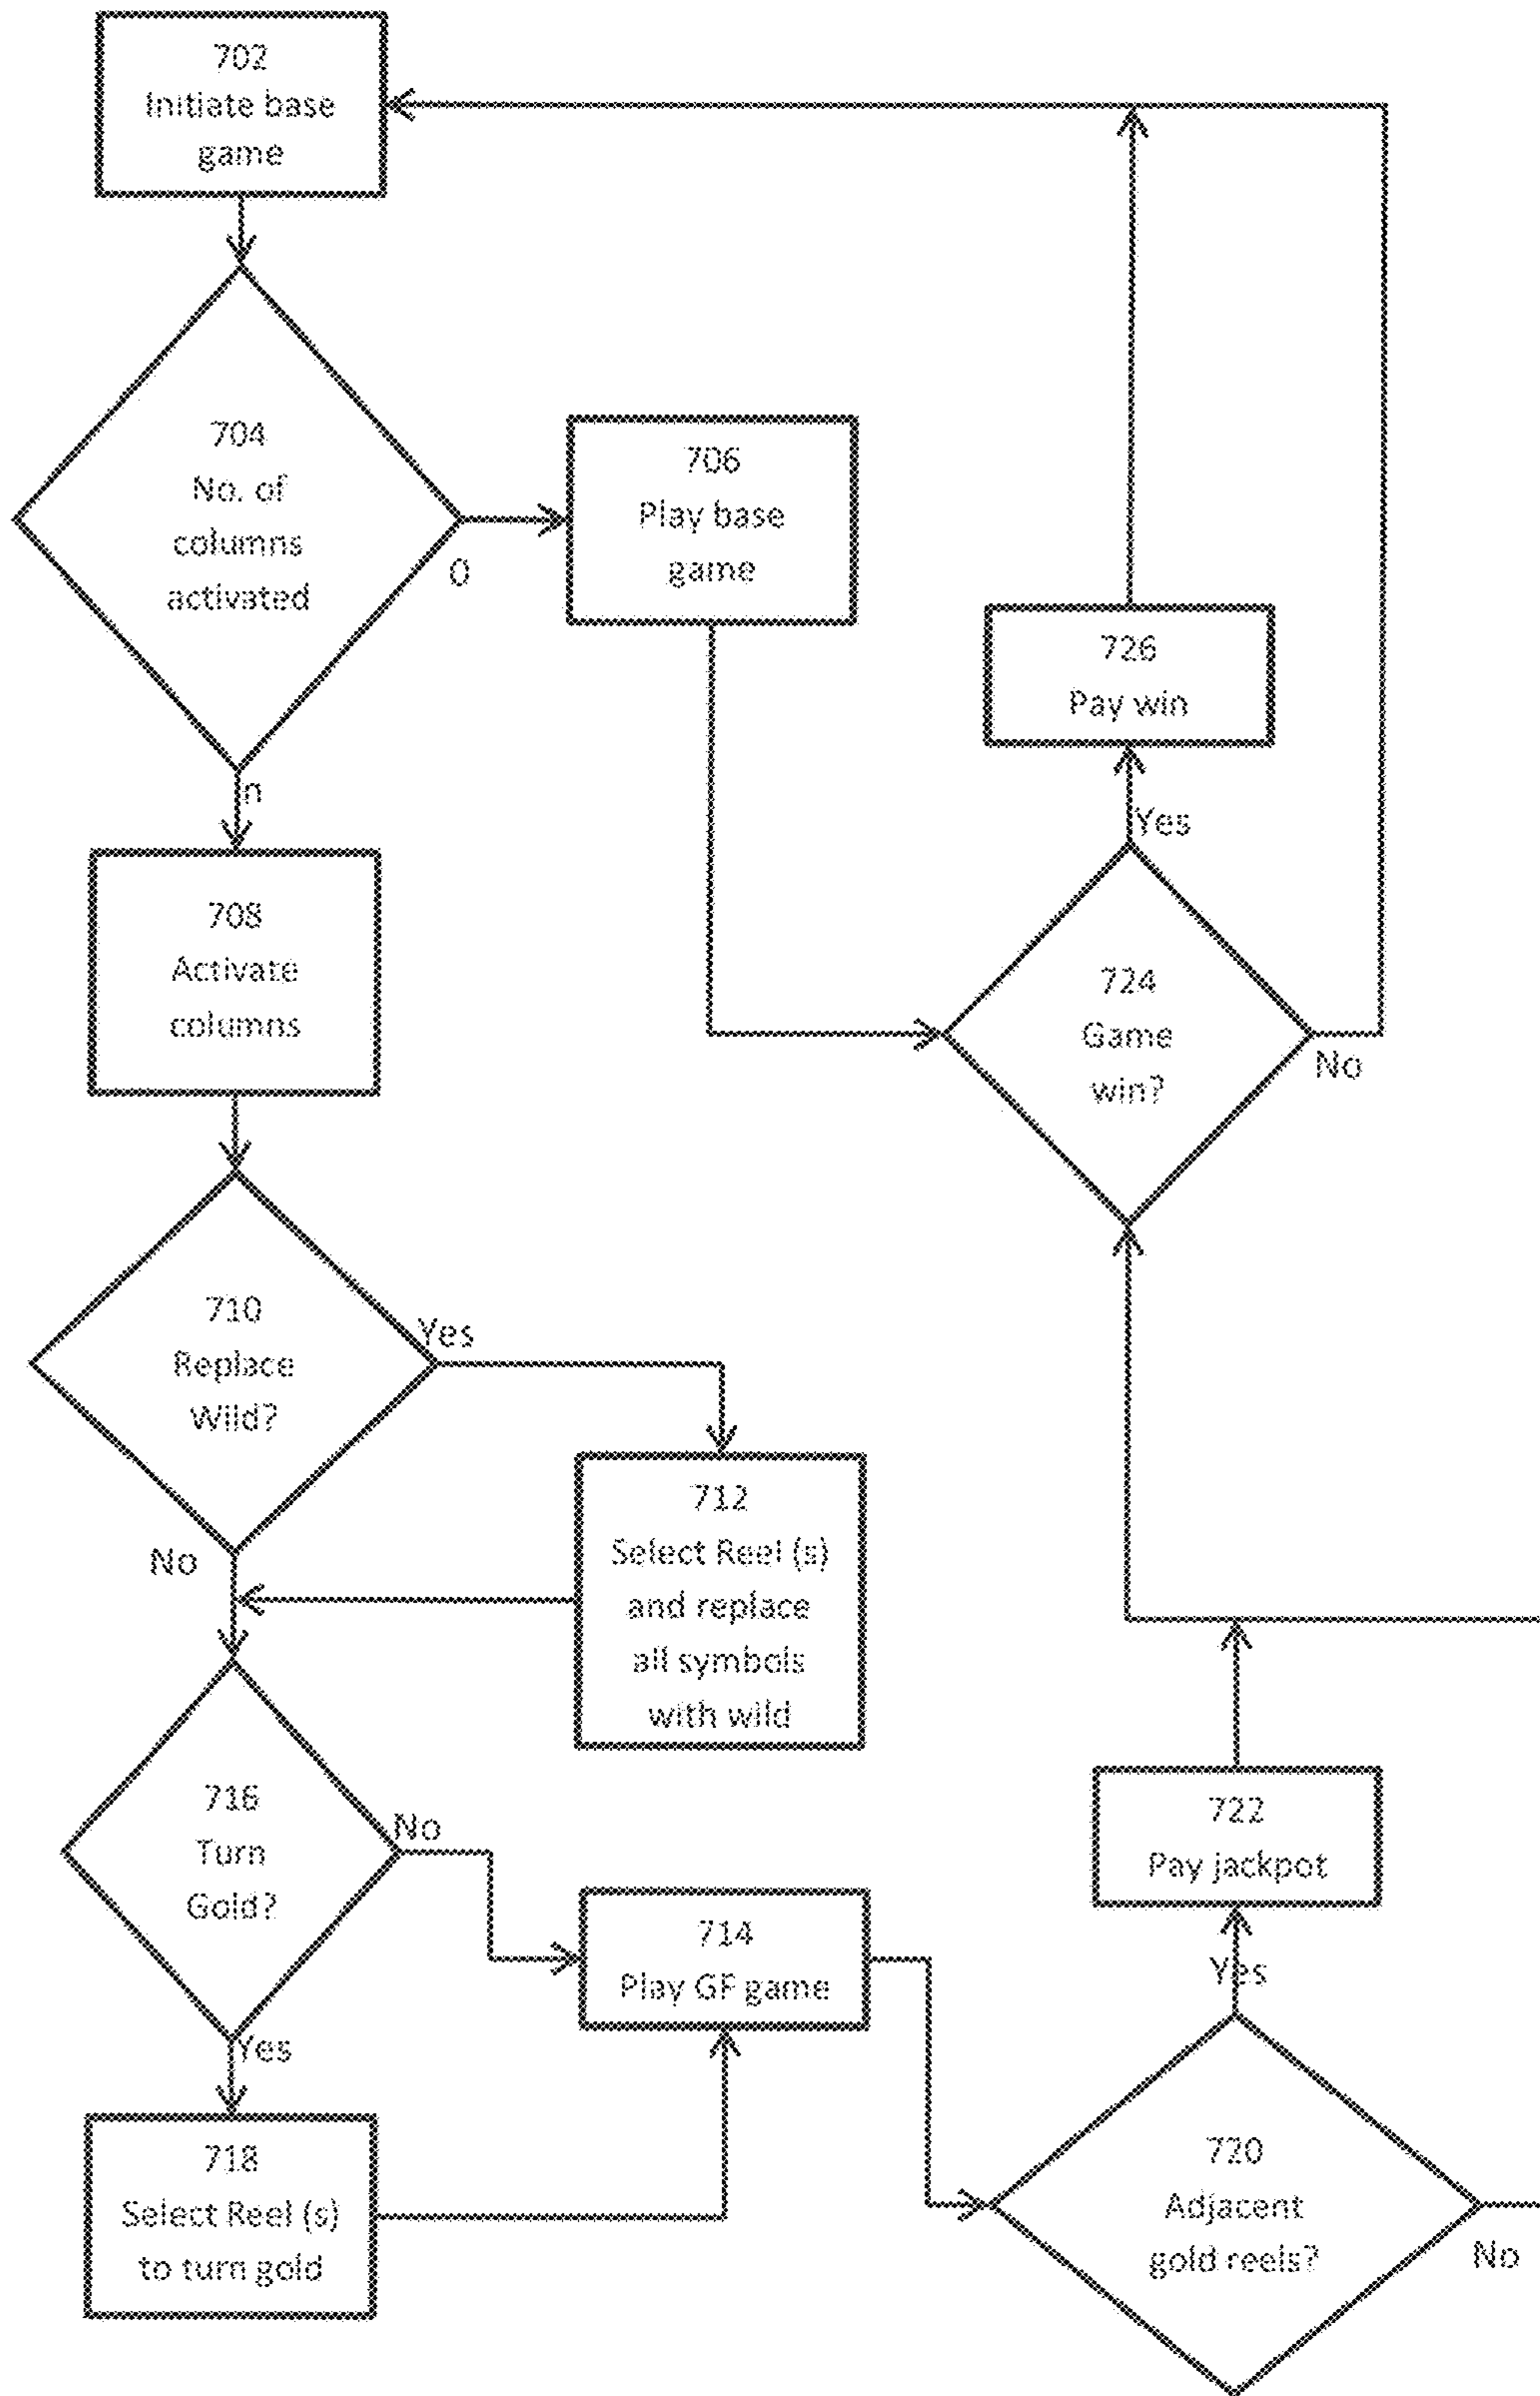 702
Initiate base
game
704
No. of
columns
activated
0
706
Play base
game
n
708
Activate
columns
710
Replace
Wild?
Yes
No
712
Select Reel (s)
and replace
all symbols
with wild
716
Turn
Gold?
No
Yes
718
Select Reel (s)
to turn gold
714
Play GF game
720
Adjacent
gold reels?
Yes
No
722
Pay jackpot
724
Game
win?
Yes
No
726
Pay win